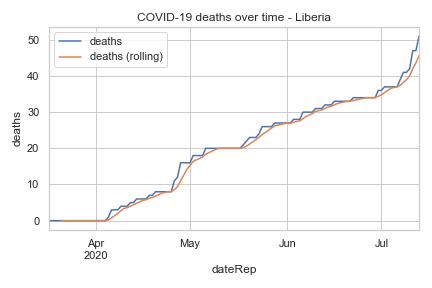 COVID-19 deaths over time - Liberia
deaths
deaths (rolling)
50
40
30
20
10
0
deaths
Apr
2020
May
Jun
Jul
dateRep